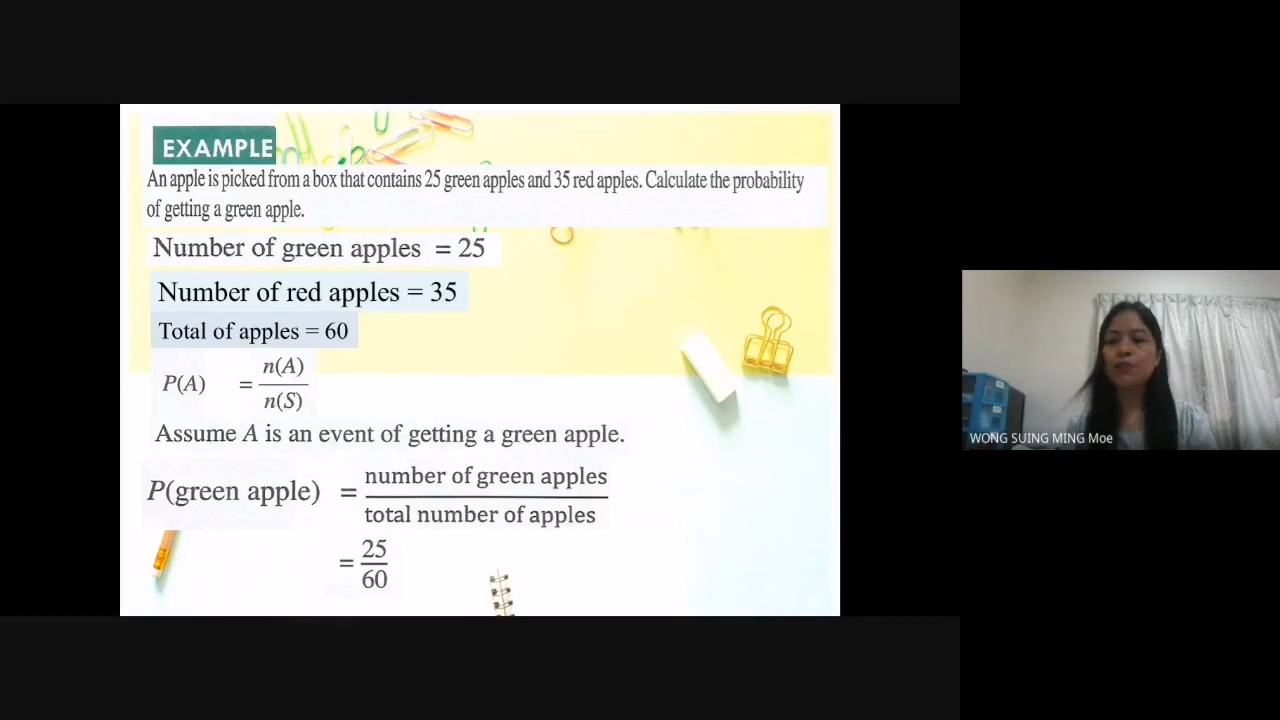 EXAMPLE
An apple is picked from a box that contains 25 green apples and 35 red apples. Calculate the probability
of getting a green apple.
Number of green apples = 25
Number of red apples = 35
Total of apples = 60
P(A) = n(A)
n(S)
Assume A is an event of getting a green apple.
P(green apple) = number of green apples
total number of apples
= 25
60
WONG SUING MING Moe